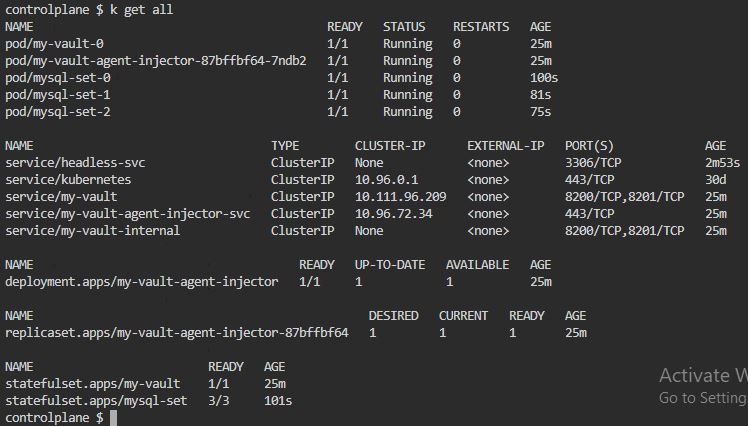 controlplane $ k get all
NAME READY STATUS RESTARTS AGE
pod/my-vault-0 1/1 Running 0 25m
pod/my-vault-agent-injector-87bffbf64-7ndb2 1/1 Running 0 25m
pod/mysql-set-0 1/1 Running 0 100s
pod/mysql-set-1 1/1 Running 0 81s
pod/mysql-set-2 1/1 Running 0 75s
NAME TYPE CLUSTER-IP EXTERNAL-IP PORT(S) AGE
service/headless-svc ClusterIP None <none> 3306/TCP 2m53s
service/kubernetes ClusterIP 10.96.0.1 <none> 443/TCP 30d
service/my-vault ClusterIP 10.111.96.209 <none> 8200/TCP,8201/TCP 25m
service/my-vault-agent-injector-svc ClusterIP 10.96.72.34 <none> 443/TCP 25m
service/my-vault-internal ClusterIP None <none> 8200/TCP,8201/TCP 25m
NAME READY UP-TO-DATE AVAILABLE AGE
deployment.apps/my-vault-agent-injector 1/1 1 1 25m
NAME DESIRED CURRENT READY AGE
replicaset.apps/my-vault-agent-injector-87bffbf64 1 1 1 25m
NAME READY AGE
statefulset.apps/my-vault 1/1 25m
statefulset.apps/mysql-set 3/3 101s
controlplane $
Activate W
Go to Setting